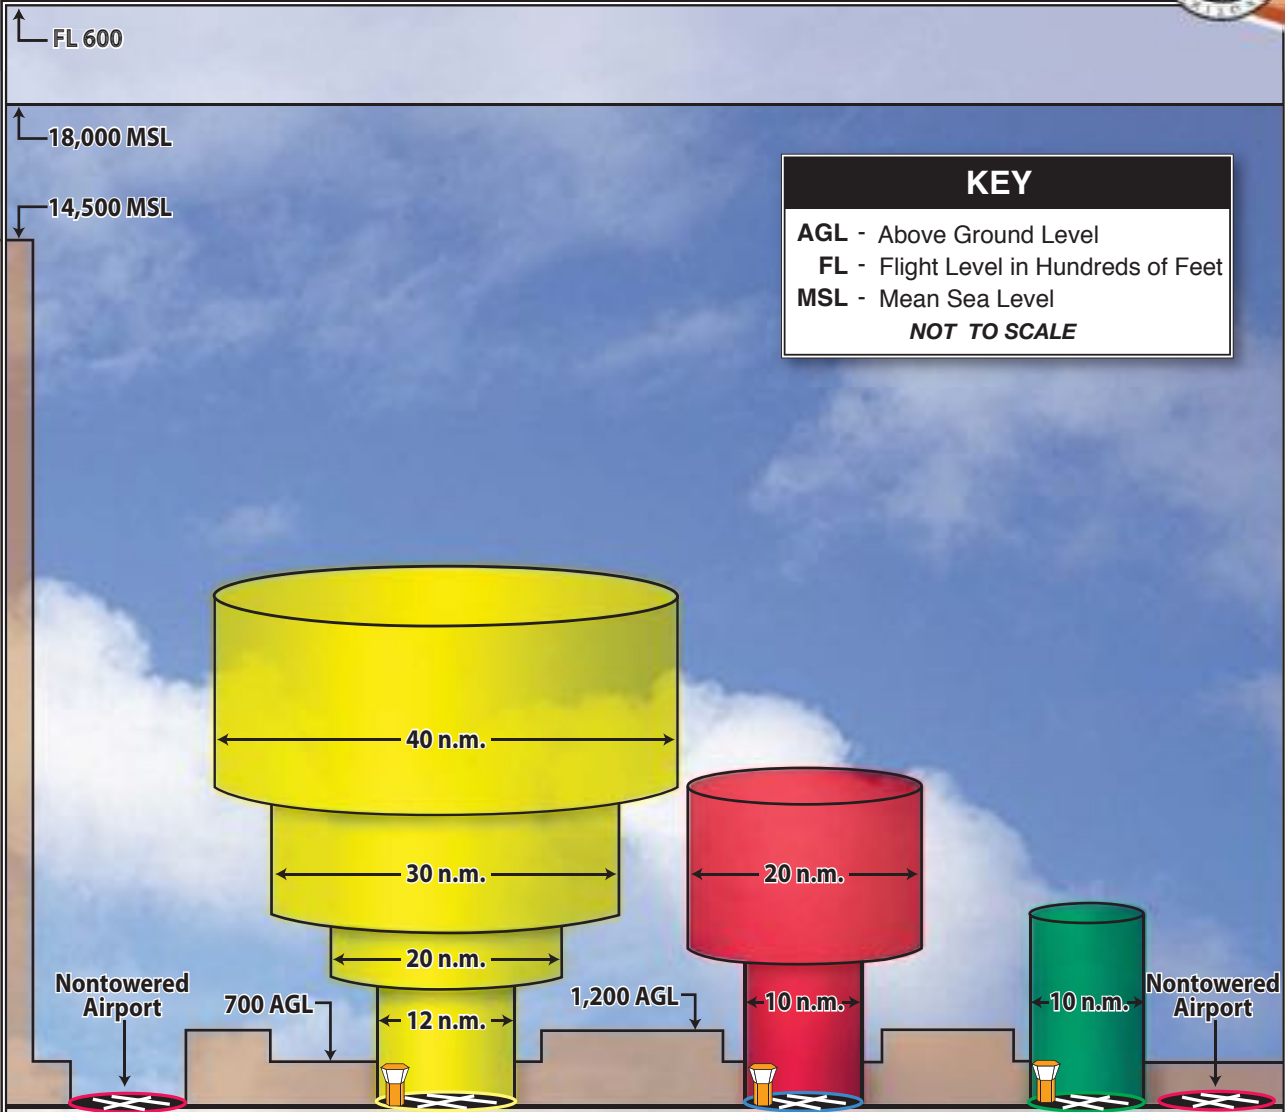 FL 600
18,000 MSL
14,500 MSL
KEY
AGL - Above Ground Level
FL - Flight Level in Hundreds of Feet
MSL - Mean Sea Level
NOT TO SCALE
40 n.m.
30 n.m.
20 n.m.
20 n.m.
Nontowered
Airport
700 AGL
12 n.m.
1,200 AGL
10 n.m.
10 n.m.
Nontowered
Airport